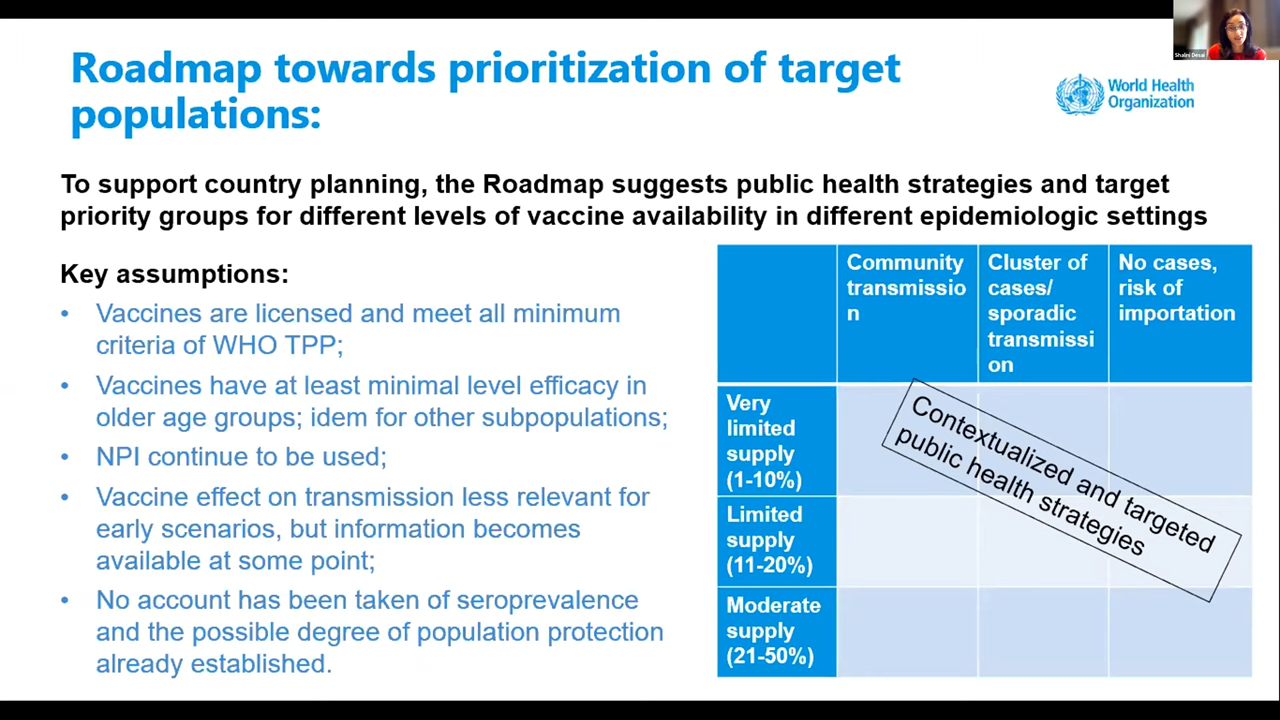 Roadmap towards prioritization of target
populations:
World Health
Organization
Shalini Desai
To support country planning, the Roadmap suggests public health strategies and target
priority groups for different levels of vaccine availability in different epidemiologic settings
Key assumptions:
• Vaccines are licensed and meet all minimum
criteria of WHO TPP;
• Vaccines have at least minimal level efficacy in
older age groups; idem for other subpopulations;
• NPI continue to be used;
• Vaccine effect on transmission less relevant for
early scenarios, but information becomes
available at some point;
• No account has been taken of seroprevalence
and the possible degree of population protection
already established.
Community
transmissio
n
Cluster of
cases/
sporadic
transmissi
on
No cases,
risk of
importation
Very
limited
supply
(1-10%)
Limited
supply
(11-20%)
Moderate
supply
(21-50%)
Contextualized and targeted
public health strategies